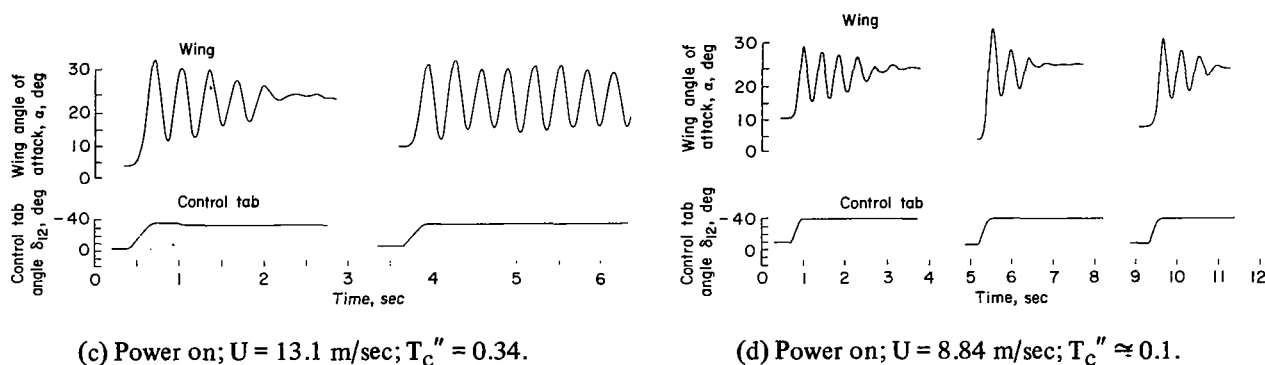 Wing
Wing angle of
attack, α, deg
30
20
10
0
Control tab
Control tab
angle δ12, deg
-40
0
0 1 2 3 4 5 6
Time, sec
(c) Power on; U = 13.1 m/sec; Tc″ = 0.34.
Wing
Wing angle of
attack, α, deg
30
20
10
0
Control tab
Control tab
angle δ12, deg
-40
0
0 1 2 3 4 5 6 7 8 9 10 11 12
Time, sec
(d) Power on; U = 8.84 m/sec; Tc″ ≅ 0.1.